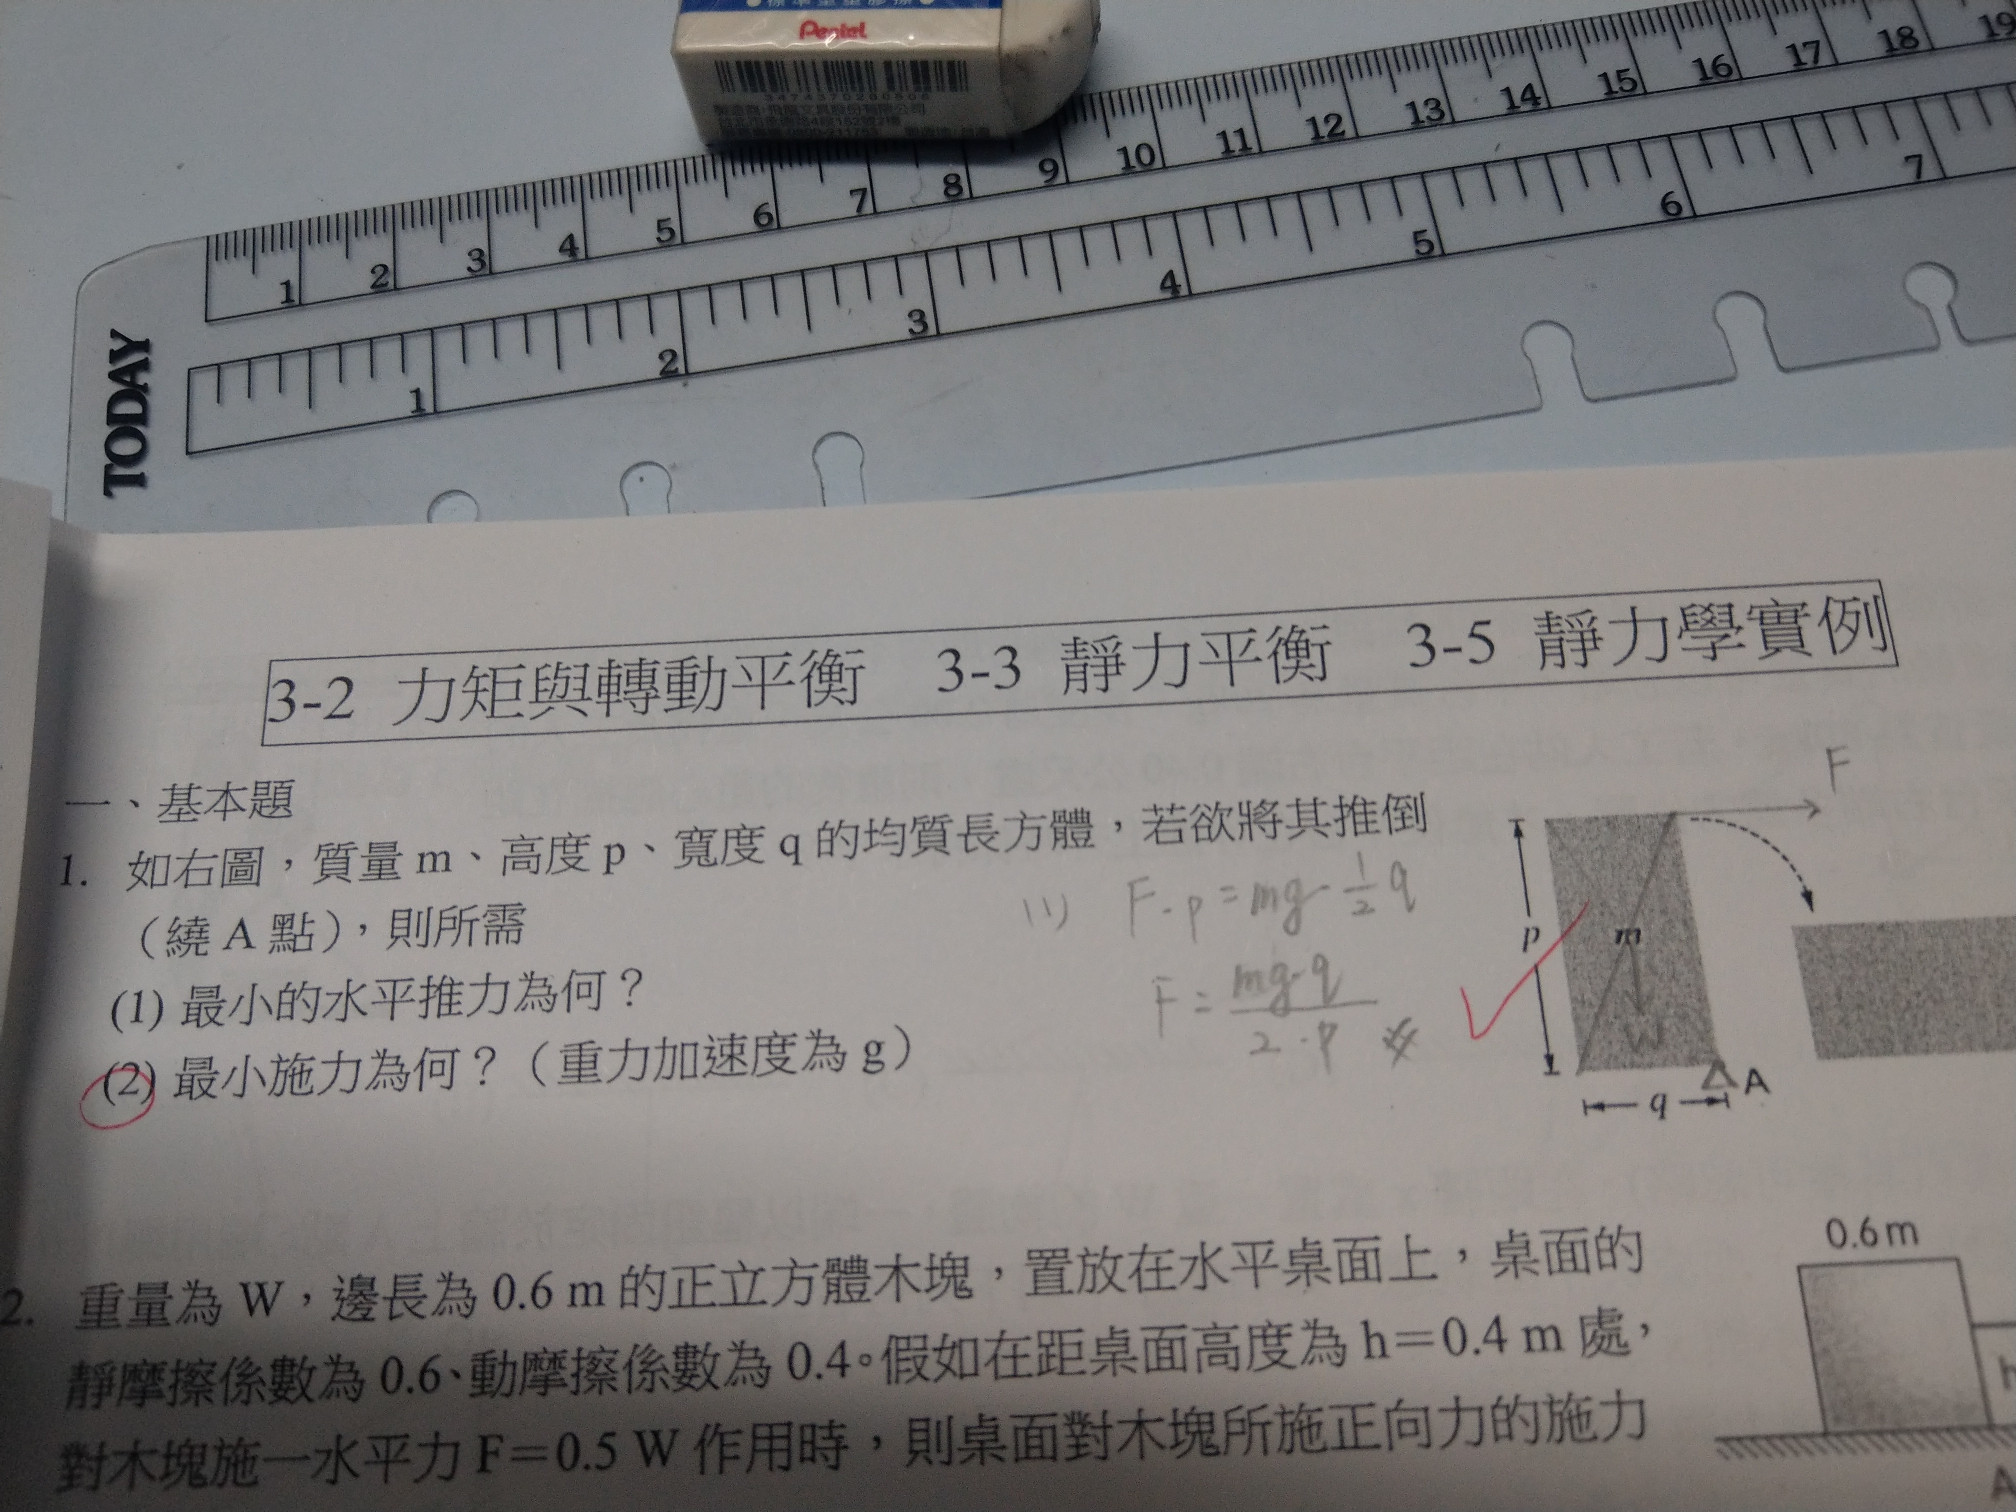 Pentel
1 2 3 4 5 6 7 8 9 10 11 12 13 14 15 16 17 18 19
1 2 3 4 5 6 7
TODAY
3-2 力矩與轉動平衡 3-3 靜力平衡 3-5 靜力學實例
一、基本題
1. 如右圖，質量 m、高度 p、寬度 q 的均質長方體，若欲將其推倒
（繞 A 點），則所需
(1) 最小的水平推力為何？
(2) 最小施力為何？（重力加速度為 g）
(1) F·p=mg·1/2 q
F=mg·q/2·p
F
p
m
W
A
q
2. 重量為 W，邊長為 0.6 m 的正立方體木塊，置放在水平桌面上，桌面的
靜摩擦係數為 0.6、動摩擦係數為 0.4。假如在距桌面高度為 h＝0.4 m 處，
對木塊施一水平力 F＝0.5 W 作用時，則桌面對木塊所施正向力的施力
0.6 m
h
A